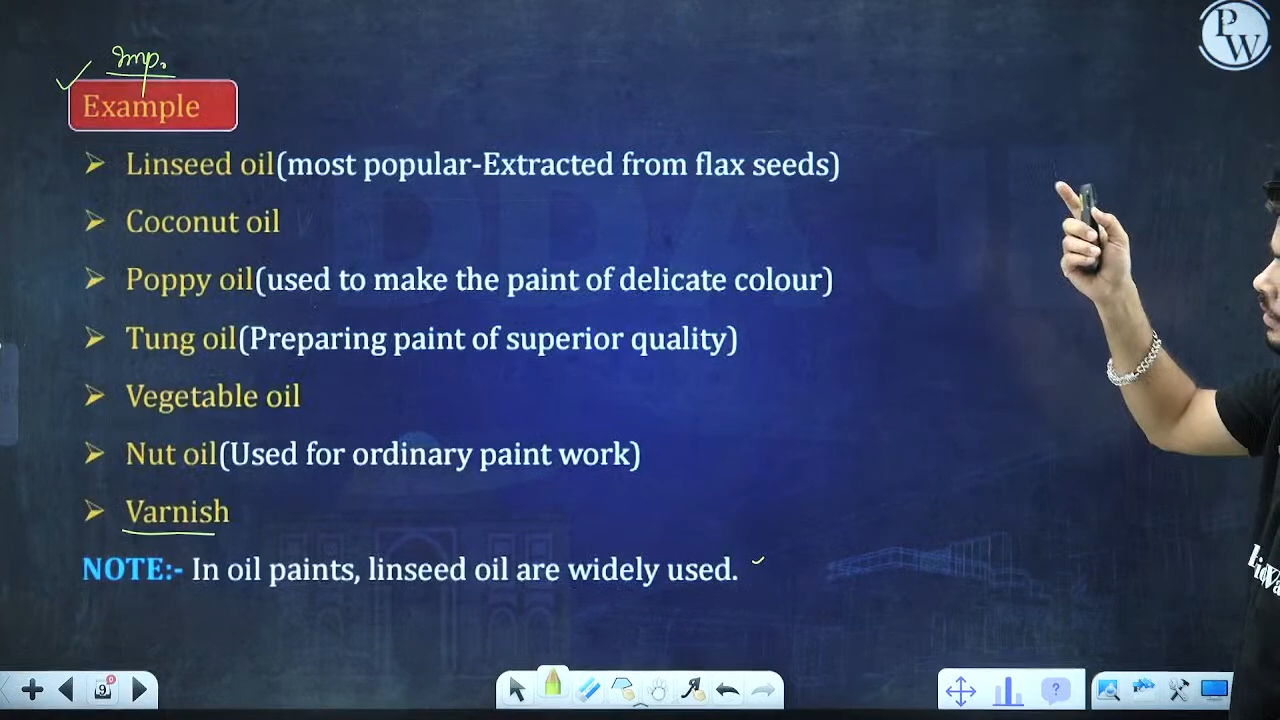 PW
Imp.
Example
Linseed oil(most popular-Extracted from flax seeds)
Coconut oil
Poppy oil(used to make the paint of delicate colour)
Tung oil(Preparing paint of superior quality)
Vegetable oil
Nut oil(Used for ordinary paint work)
Varnish
NOTE:- In oil paints, linseed oil are widely used.
9